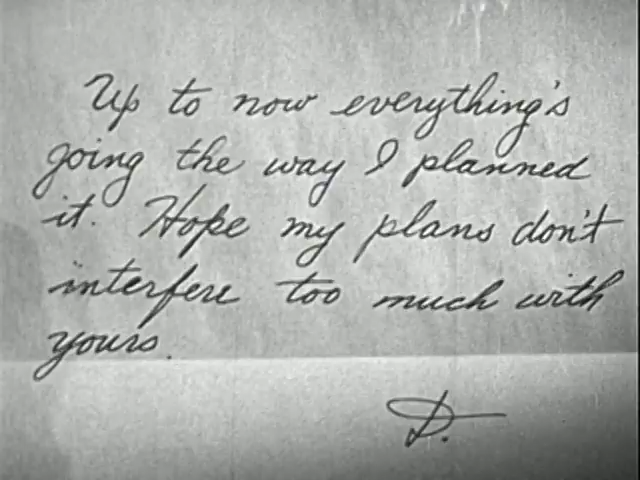 Up to now everything's
going the way I planned
it. Hope my plans don't
interfere too much with
yours.
D.